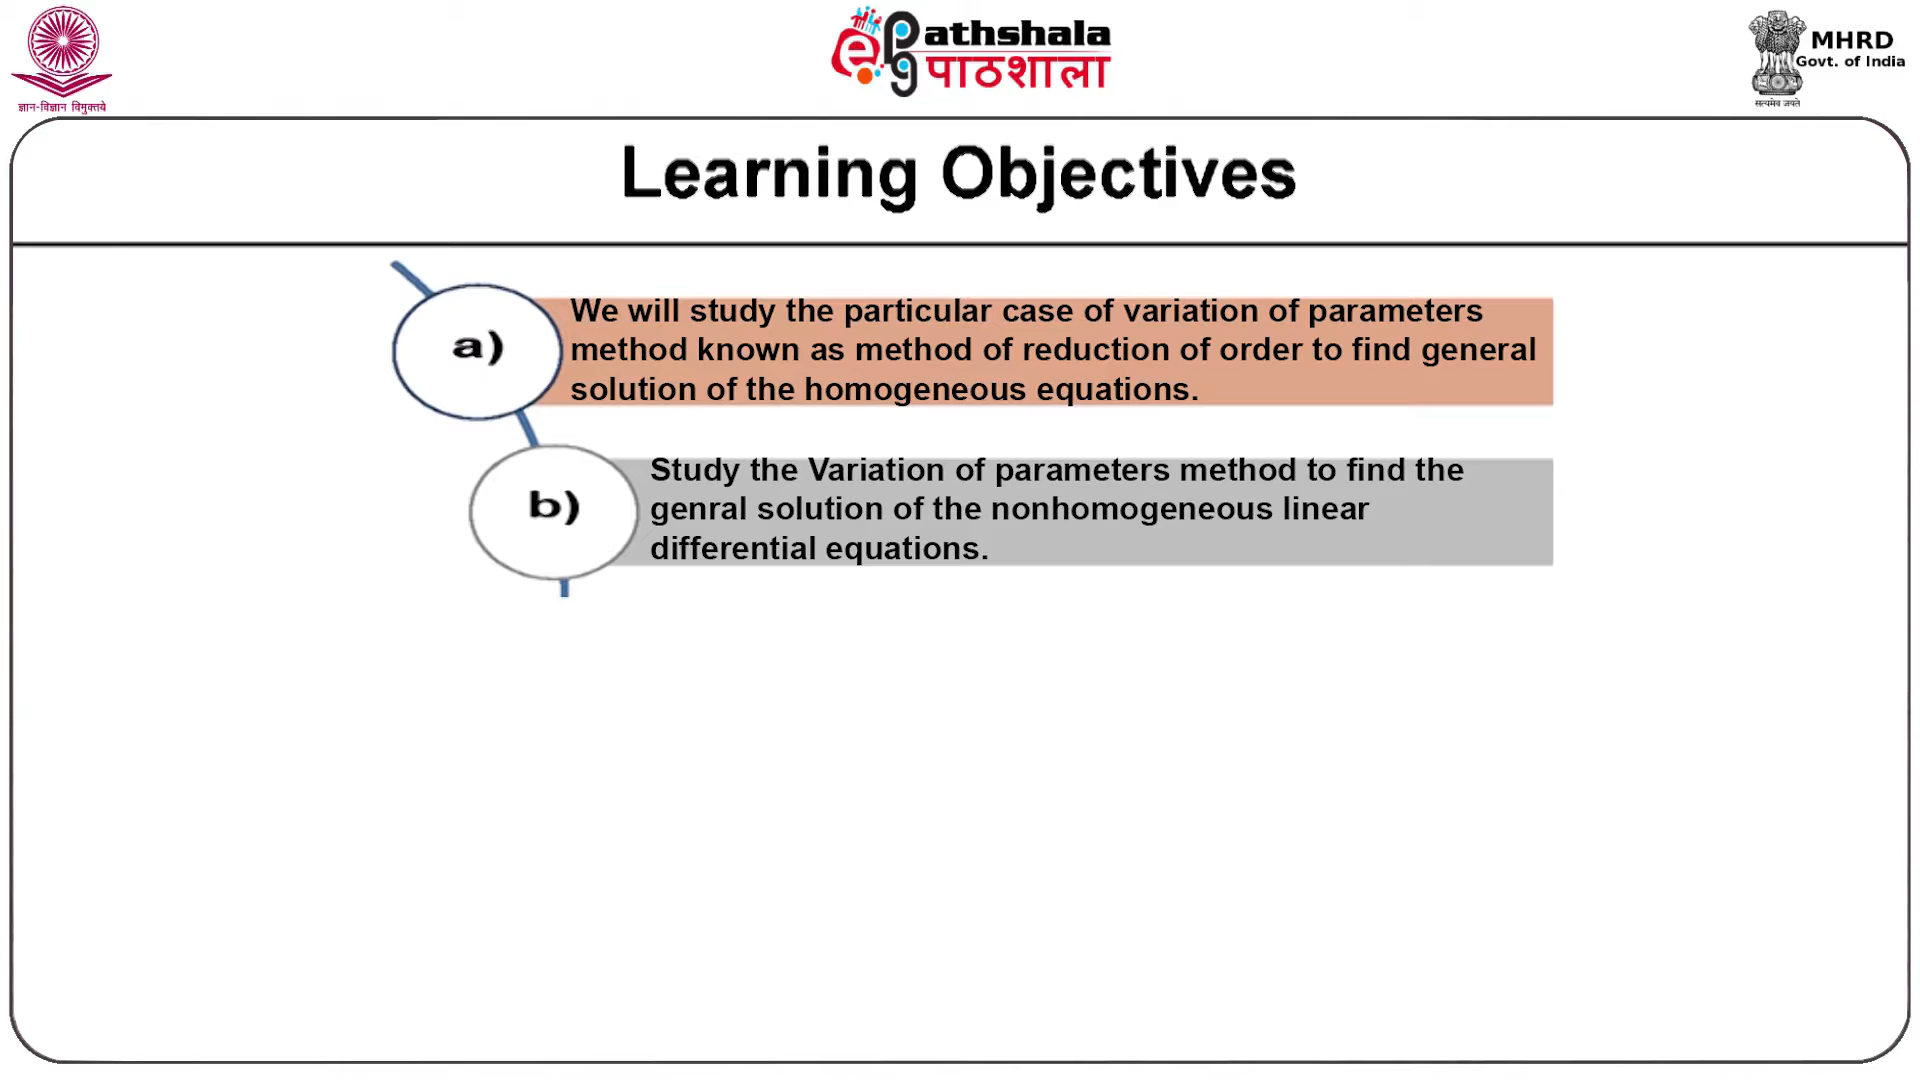 ज्ञान-विज्ञान विमुक्तये
ePG athshala
पाठशाला
MHRD
Govt. of India
सत्यमेव जयते
Learning Objectives
a)
We will study the particular case of variation of parameters
method known as method of reduction of order to find general
solution of the homogeneous equations.
b)
Study the Variation of parameters method to find the
genral solution of the nonhomogeneous linear
differential equations.